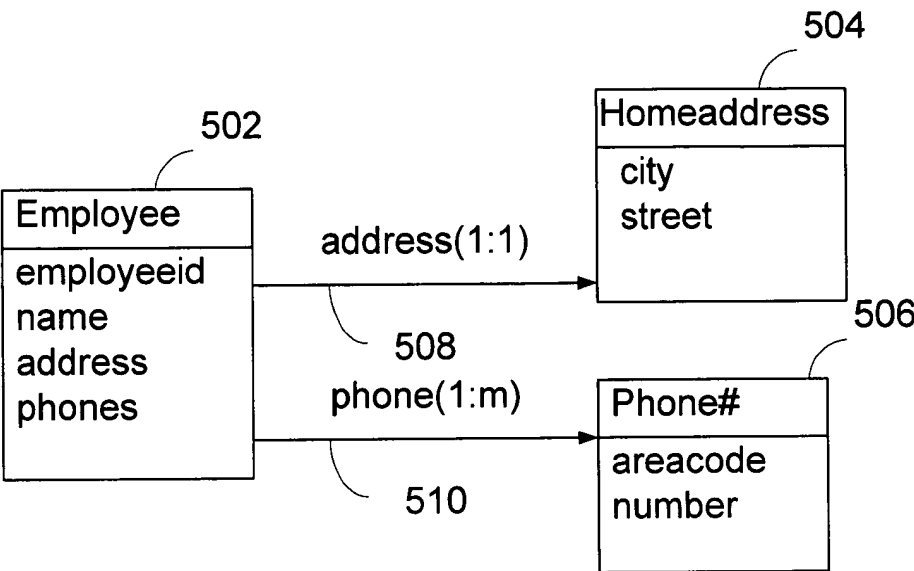 504
Homeaddress
city
street
502
Employee
employeeid
name
address
phones
address(1:1)
508
phone(1:m)
510
506
Phone#
areacode
number